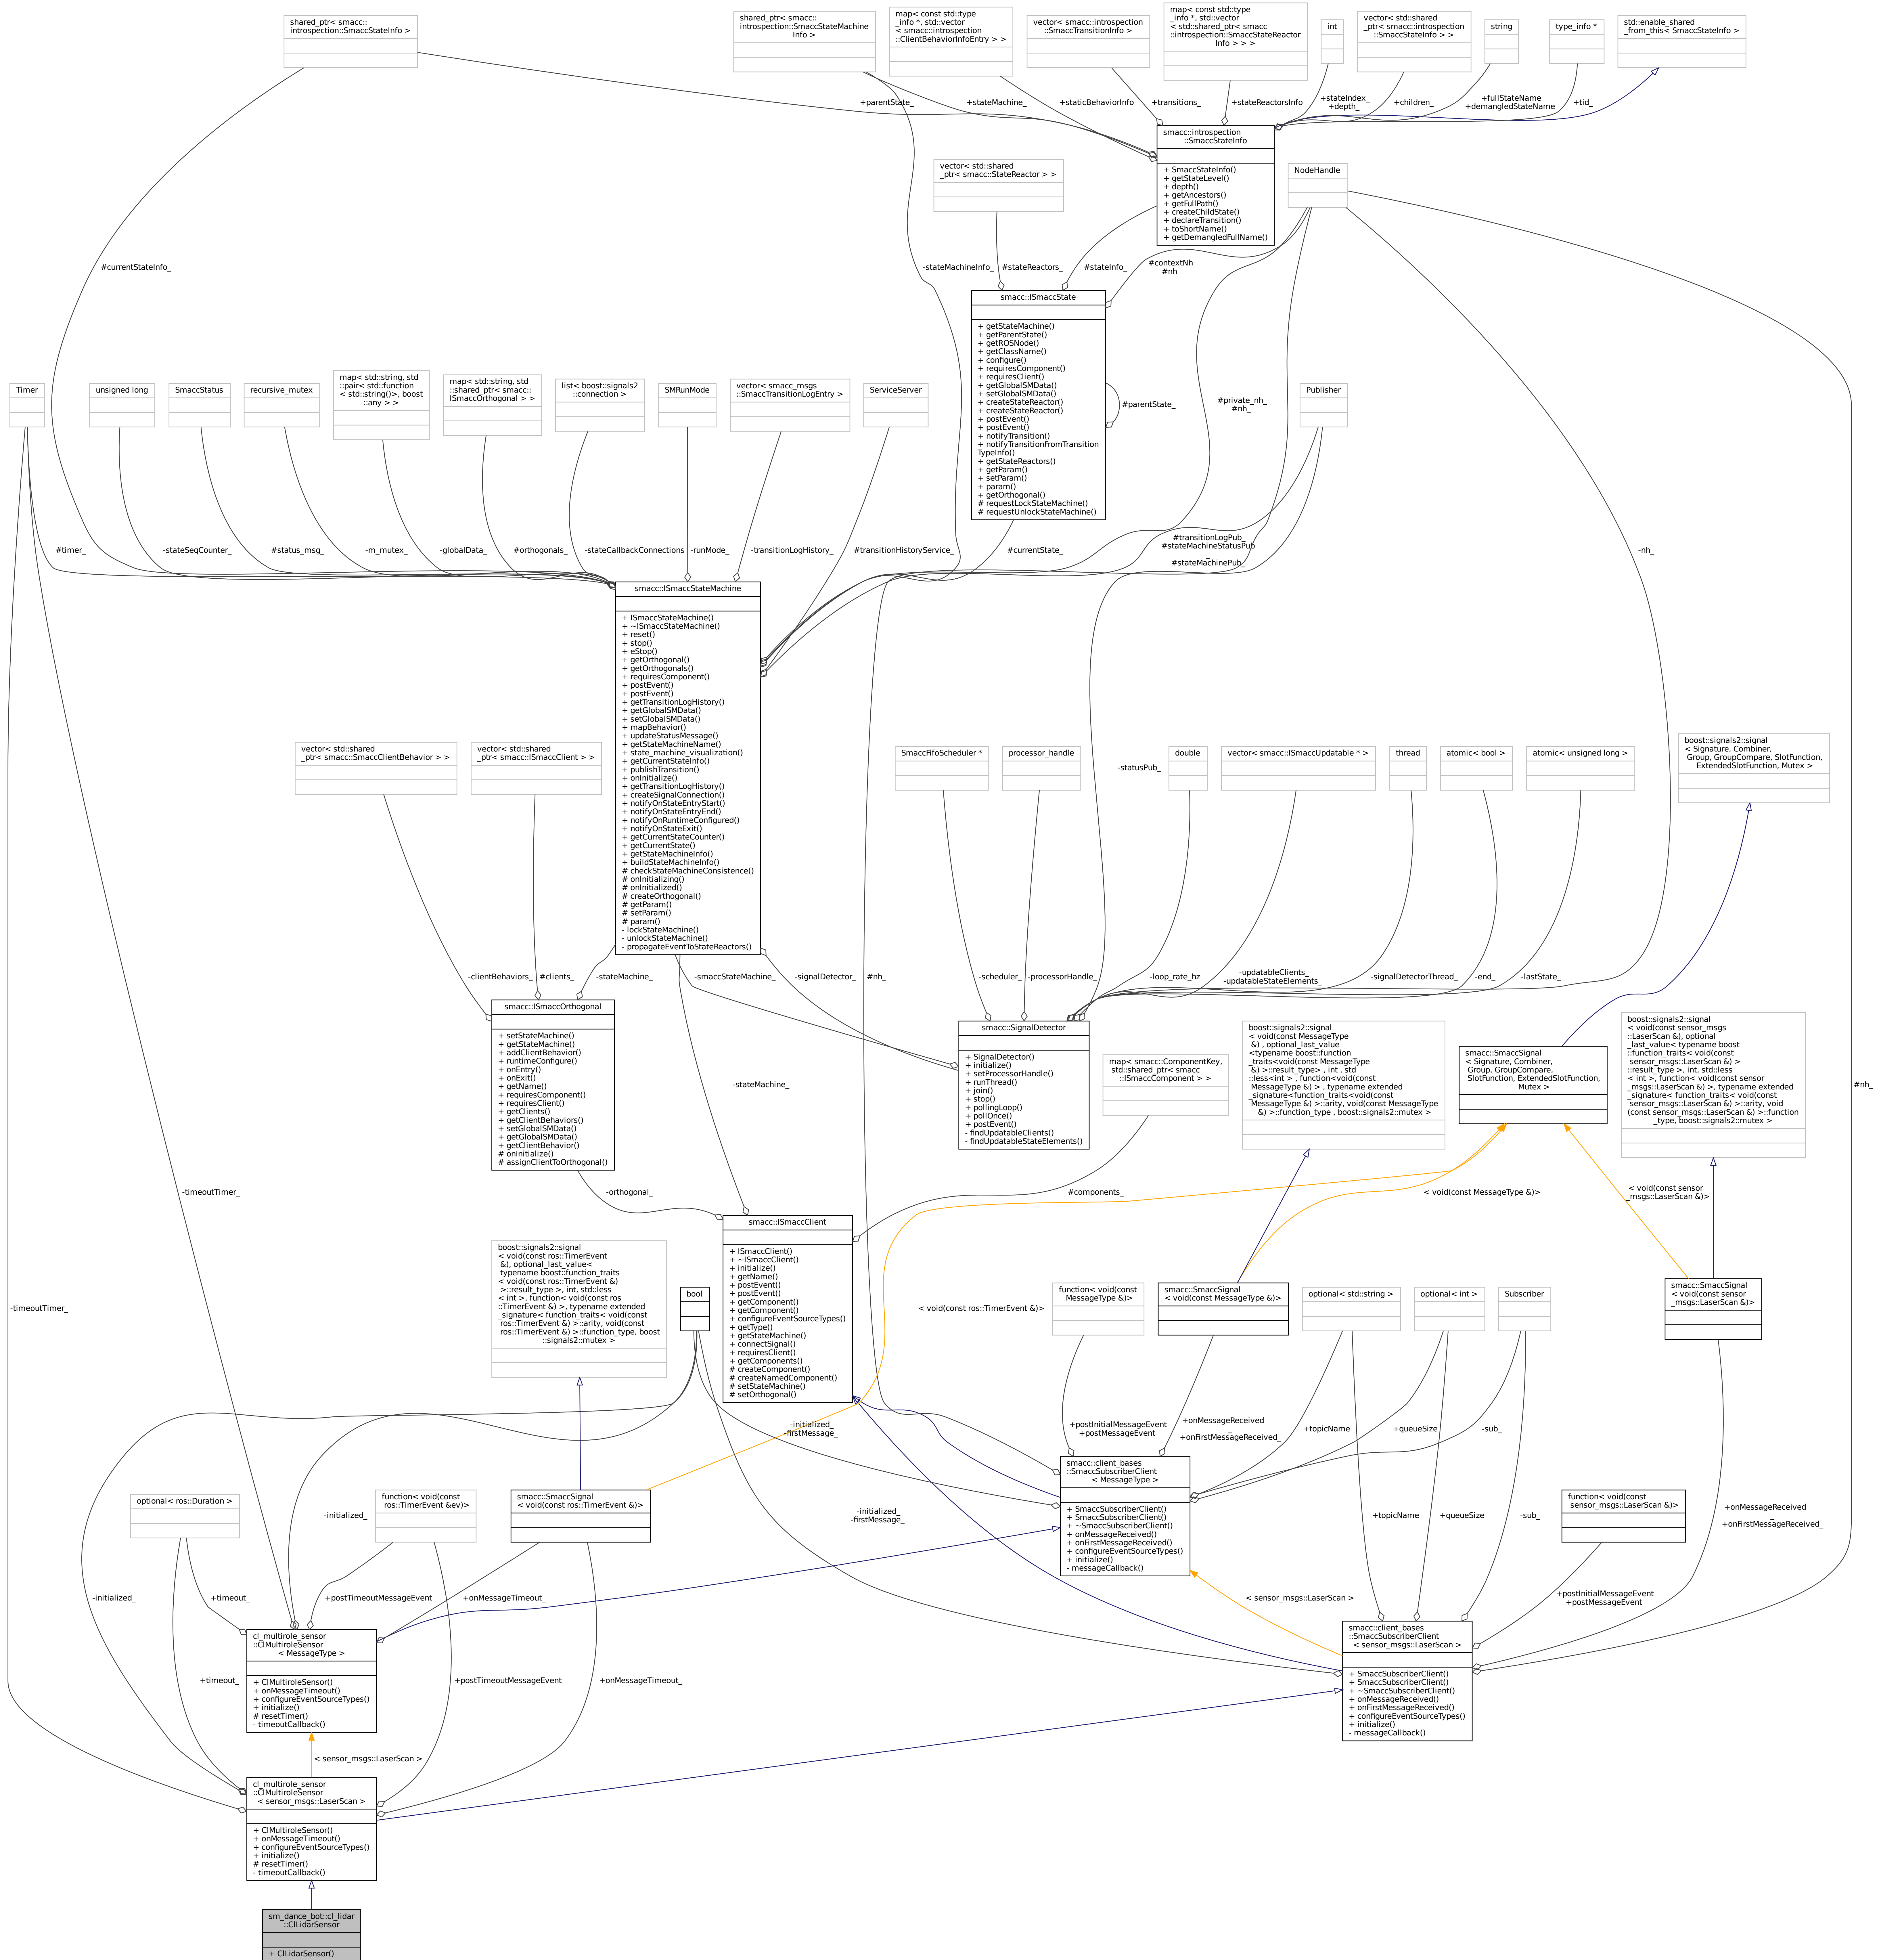 shared_ptr< smacc::
introspection::SmaccStateInfo >
shared_ptr< smacc::
introspection::SmaccStateMachine
Info >
map< const std::type
_info *, std::vector
< smacc::introspection
::ClientBehaviorInfoEntry > >
vector< smacc::introspection
::SmaccTransitionInfo >
map< const std::type
_info *, std::vector
< std::shared_ptr< smacc
::introspection::SmaccStateReactor
Info > > >
int
vector< std::shared
_ptr< smacc::introspection
::SmaccStateInfo > >
string
type_info *
std::enable_shared
_from_this< SmaccStateInfo >
+parentState_
+stateMachine_
+staticBehaviorInfo
+transitions_
+stateReactorsInfo
+stateIndex_
+depth_
+children_
+fullStateName
+demangledStateName
+tid_
smacc::introspection
::SmaccStateInfo
+ SmaccStateInfo()
+ getStateLevel()
+ depth()
+ getAncestors()
+ getFullPath()
+ createChildState()
+ declareTransition()
+ toShortName()
+ getDemangledFullName()
vector< std::shared
_ptr< smacc::StateReactor > >
NodeHandle
#currentStateInfo_
-stateMachineInfo_
#stateReactors_
#stateInfo_
#contextNh
#nh
smacc::ISmaccState
+ getStateMachine()
+ getParentState()
+ getROSNode()
+ getClassName()
+ configure()
+ requiresComponent()
+ requiresClient()
+ getGlobalSMData()
+ setGlobalSMData()
+ createStateReactor()
+ createStateReactor()
+ postEvent()
+ postEvent()
+ notifyTransition()
+ notifyTransitionFromTransition
TypeInfo()
+ getStateReactors()
+ getParam()
+ setParam()
+ param()
+ getOrthogonal()
# requestLockStateMachine()
# requestUnlockStateMachine()
#parentState_
#private_nh_
#nh_
Timer
unsigned long
SmaccStatus
recursive_mutex
map< std::string, std
::pair< std::function
< std::string()>, boost
::any > >
map< std::string, std
::shared_ptr< smacc::
ISmaccOrthogonal > >
list< boost::signals2
::connection >
SMRunMode
vector< smacc_msgs
::SmaccTransitionLogEntry >
ServiceServer
Publisher
#timer_
-stateSeqCounter_
#status_msg_
-m_mutex_
-globalData_
#orthogonals_
-stateCallbackConnections
-runMode_
-transitionLogHistory_
#transitionHistoryService_
#currentState_
#transitionLogPub_
#stateMachineStatusPub
_
#stateMachinePub_
-nh_
smacc::ISmaccStateMachine
+ ISmaccStateMachine()
+ ~ISmaccStateMachine()
+ reset()
+ stop()
+ eStop()
+ getOrthogonal()
+ getOrthogonals()
+ requiresComponent()
+ postEvent()
+ postEvent()
+ getTransitionLogHistory()
+ getGlobalSMData()
+ setGlobalSMData()
+ mapBehavior()
+ updateStatusMessage()
+ getStateMachineName()
+ state_machine_visualization()
+ getCurrentStateInfo()
+ publishTransition()
+ onInitialize()
+ getTransitionLogHistory()
+ createSignalConnection()
+ notifyOnStateEntryStart()
+ notifyOnStateEntryEnd()
+ notifyOnRuntimeConfigured()
+ notifyOnStateExit()
+ getCurrentStateCounter()
+ getCurrentState()
+ getStateMachineInfo()
+ buildStateMachineInfo()
# checkStateMachineConsistence()
# onInitializing()
# onInitialized()
# createOrthogonal()
# getParam()
# setParam()
# param()
- lockStateMachine()
- unlockStateMachine()
- propagateEventToStateReactors()
vector< std::shared
_ptr< smacc::SmaccClientBehavior > >
vector< std::shared
_ptr< smacc::ISmaccClient > >
SmaccFifoScheduler *
processor_handle
-statusPub_
double
vector< smacc::ISmaccUpdatable * >
thread
atomic< bool >
atomic< unsigned long >
boost::signals2::signal
< Signature, Combiner,
Group, GroupCompare, SlotFunction,
ExtendedSlotFunction, Mutex >
-clientBehaviors_
#clients_
-stateMachine_
-smaccStateMachine_
-signalDetector_
#nh_
-scheduler_
-processorHandle_
-loop_rate_hz
-updatableClients_
-updatableStateElements_
-signalDetectorThread_
-end_
-lastState_
smacc::ISmaccOrthogonal
+ setStateMachine()
+ getStateMachine()
+ addClientBehavior()
+ runtimeConfigure()
+ onEntry()
+ onExit()
+ getName()
+ requiresComponent()
+ requiresClient()
+ getClients()
+ getClientBehaviors()
+ setGlobalSMData()
+ getGlobalSMData()
+ getClientBehavior()
# onInitialize()
# assignClientToOrthogonal()
smacc::SignalDetector
+ SignalDetector()
+ initialize()
+ setProcessorHandle()
+ runThread()
+ join()
+ stop()
+ pollingLoop()
+ pollOnce()
+ postEvent()
- findUpdatableClients()
- findUpdatableStateElements()
map< smacc::ComponentKey,
std::shared_ptr< smacc
::ISmaccComponent > >
boost::signals2::signal
< void(const MessageType
&) , optional_last_value
<typename boost::function
_traits<void(const MessageType
&) >::result_type> , int , std
::less<int > , function<void(const
MessageType &) > , typename extended
_signature<function_traits<void(const
MessageType &) >::arity, void(const MessageType
&) >::function_type , boost::signals2::mutex >
smacc::SmaccSignal
< Signature, Combiner,
Group, GroupCompare,
SlotFunction, ExtendedSlotFunction,
Mutex >
boost::signals2::signal
< void(const sensor_msgs
::LaserScan &), optional
_last_value< typename boost
::function_traits< void(const
sensor_msgs::LaserScan &) >
::result_type >, int, std::less
< int >, function< void(const sensor
_msgs::LaserScan &) >, typename extended
_signature< function_traits< void(const
sensor_msgs::LaserScan &) >::arity, void
(const sensor_msgs::LaserScan &) >::function
_type, boost::signals2::mutex >
#nh_
-stateMachine_
-timeoutTimer_
-orthogonal_
#components_
< void(const MessageType &)>
< void(const sensor
_msgs::LaserScan &)>
smacc::ISmaccClient
+ ISmaccClient()
+ ~ISmaccClient()
+ initialize()
+ getName()
+ postEvent()
+ postEvent()
+ getComponent()
+ getComponent()
+ configureEventSourceTypes()
+ getType()
+ getStateMachine()
+ connectSignal()
+ requiresClient()
+ getComponents()
# createComponent()
# createNamedComponent()
# setStateMachine()
# setOrthogonal()
boost::signals2::signal
< void(const ros::TimerEvent
&), optional_last_value<
typename boost::function_traits
< void(const ros::TimerEvent &)
>::result_type >, int, std::less
< int >, function< void(const ros
::TimerEvent &) >, typename extended
_signature< function_traits< void(const
ros::TimerEvent &) >::arity, void(const
ros::TimerEvent &) >::function_type, boost
::signals2::mutex >
bool
-timeoutTimer_
< void(const ros::TimerEvent &)>
function< void(const
MessageType &)>
smacc::SmaccSignal
< void(const MessageType &)>
optional< std::string >
optional< int >
Subscriber
smacc::SmaccSignal
< void(const sensor
_msgs::LaserScan &)>
-initialized_
-firstMessage_
+postInitialMessageEvent
+postMessageEvent
+onMessageReceived
_
+onFirstMessageReceived_
+topicName
+queueSize
-sub_
smacc::client_bases
::SmaccSubscriberClient
< MessageType >
+ SmaccSubscriberClient()
+ SmaccSubscriberClient()
+ ~SmaccSubscriberClient()
+ onMessageReceived()
+ onFirstMessageReceived()
+ configureEventSourceTypes()
+ initialize()
- messageCallback()
optional< ros::Duration >
function< void(const
ros::TimerEvent &ev)>
smacc::SmaccSignal
< void(const ros::TimerEvent &)>
function< void(const
sensor_msgs::LaserScan &)>
-initialized_
-initialized_
-firstMessage_
+topicName
+queueSize
-sub_
+onMessageReceived
_
+onFirstMessageReceived_
-initialized_
+timeout_
+postTimeoutMessageEvent
+onMessageTimeout_
< sensor_msgs::LaserScan >
+postInitialMessageEvent
+postMessageEvent
cl_multirole_sensor
::ClMultiroleSensor
< MessageType >
+ ClMultiroleSensor()
+ onMessageTimeout()
+ configureEventSourceTypes()
+ initialize()
# resetTimer()
- timeoutCallback()
smacc::client_bases
::SmaccSubscriberClient
< sensor_msgs::LaserScan >
+ SmaccSubscriberClient()
+ SmaccSubscriberClient()
+ ~SmaccSubscriberClient()
+ onMessageReceived()
+ onFirstMessageReceived()
+ configureEventSourceTypes()
+ initialize()
- messageCallback()
+timeout_
+postTimeoutMessageEvent
+onMessageTimeout_
< sensor_msgs::LaserScan >
cl_multirole_sensor
::ClMultiroleSensor
< sensor_msgs::LaserScan >
+ ClMultiroleSensor()
+ onMessageTimeout()
+ configureEventSourceTypes()
+ initialize()
# resetTimer()
- timeoutCallback()
sm_dance_bot::cl_lidar
::ClLidarSensor
+ ClLidarSensor()